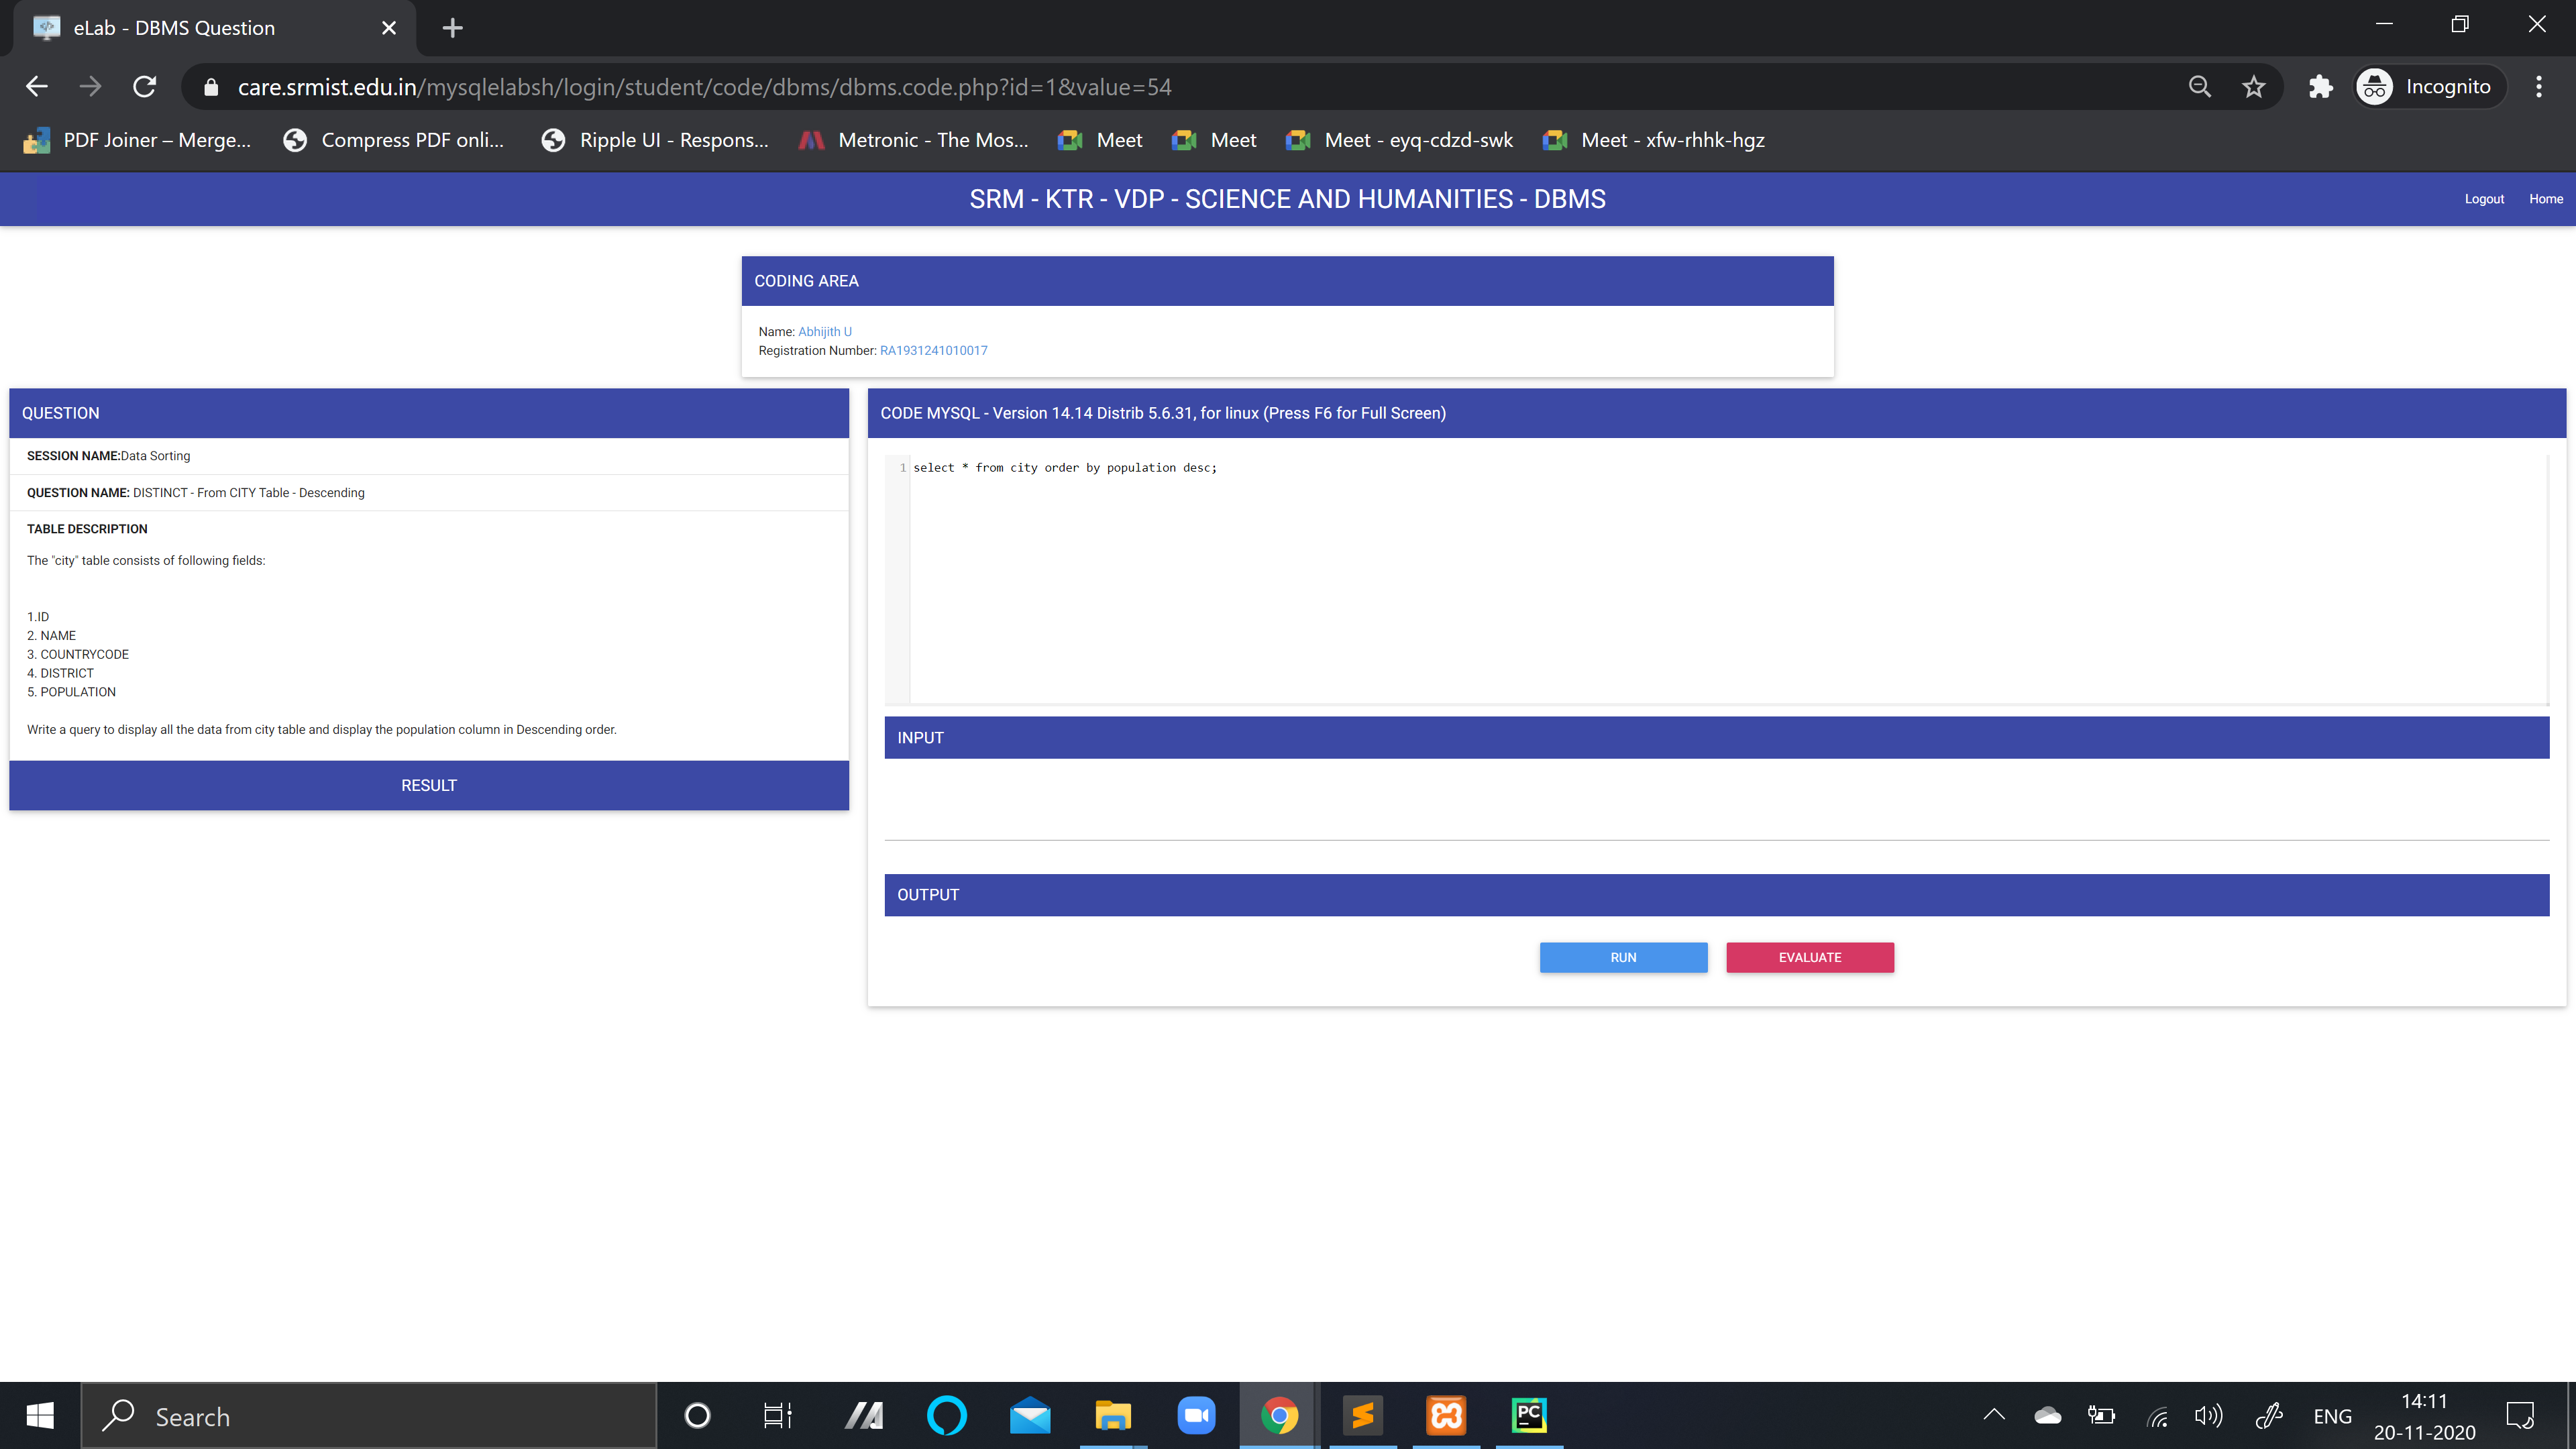 eLab - DBMS Question
care.srmist.edu.in/mysqlelabsh/login/student/code/dbms/dbms.code.php?id=1&value=54
Incognito
PDF Joiner – Merge...
Compress PDF onli...
Ripple UI - Respons...
Metronic - The Mos...
Meet
Meet
Meet - eyq-cdzd-swk
Meet - xfw-rhhk-hgz
SRM - KTR - VDP - SCIENCE AND HUMANITIES - DBMS
Logout
Home
CODING AREA
Name: Abhijith U
Registration Number: RA1931241010017
QUESTION
SESSION NAME:Data Sorting
QUESTION NAME: DISTINCT - From CITY Table - Descending
TABLE DESCRIPTION
The "city" table consists of following fields:
1.ID
2. NAME
3. COUNTRYCODE
4. DISTRICT
5. POPULATION
Write a query to display all the data from city table and display the population column in Descending order.
RESULT
CODE MYSQL - Version 14.14 Distrib 5.6.31, for linux (Press F6 for Full Screen)
1 select * from city order by population desc;
INPUT
OUTPUT
RUN
EVALUATE
Search
PC
ENG
14:11
20-11-2020